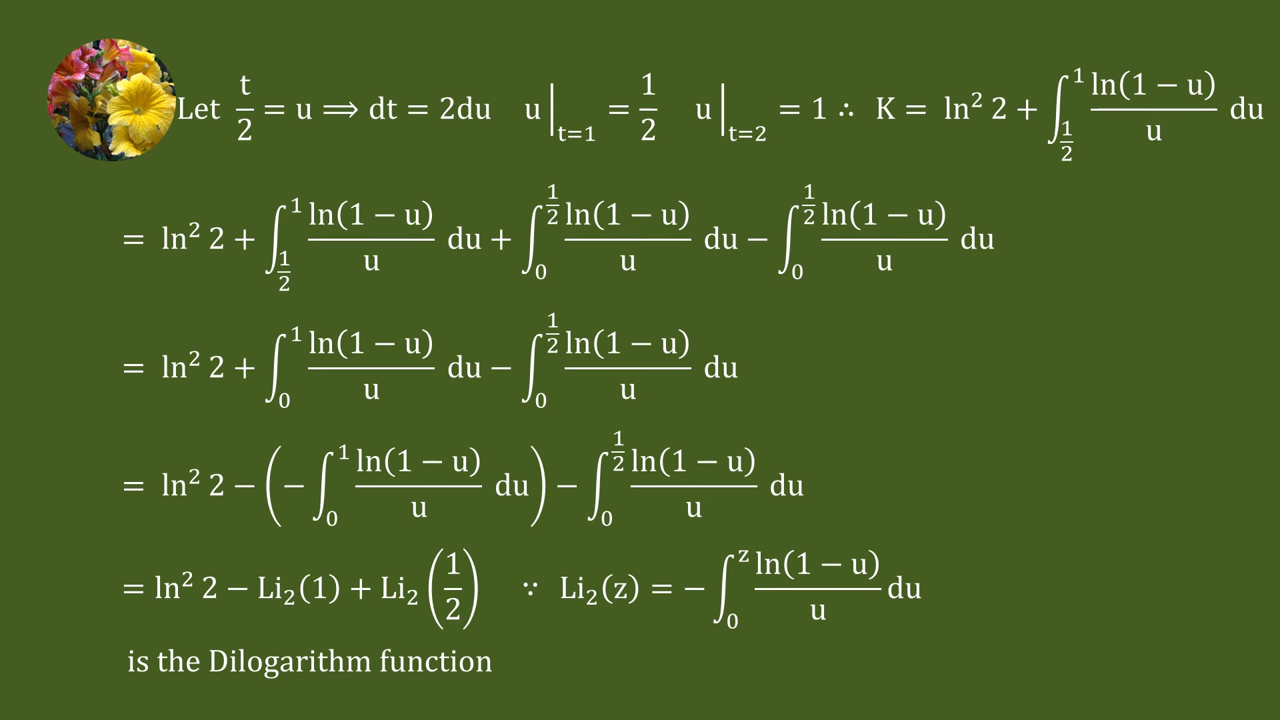 Let t/2 = u ⟹ dt = 2du u|_{t=1} = 1/2 u|_{t=2} = 1 ∴ K = ln² 2 + ∫_{1/2}^{1} ln(1 − u)/u du
= ln² 2 + ∫_{1/2}^{1} ln(1 − u)/u du + ∫_{0}^{1/2} ln(1 − u)/u du − ∫_{0}^{1/2} ln(1 − u)/u du
= ln² 2 + ∫_{0}^{1} ln(1 − u)/u du − ∫_{0}^{1/2} ln(1 − u)/u du
= ln² 2 − (− ∫_{0}^{1} ln(1 − u)/u du) − ∫_{0}^{1/2} ln(1 − u)/u du
= ln² 2 − Li₂(1) + Li₂(1/2) ∵ Li₂(z) = − ∫_{0}^{z} ln(1 − u)/u du
is the Dilogarithm function